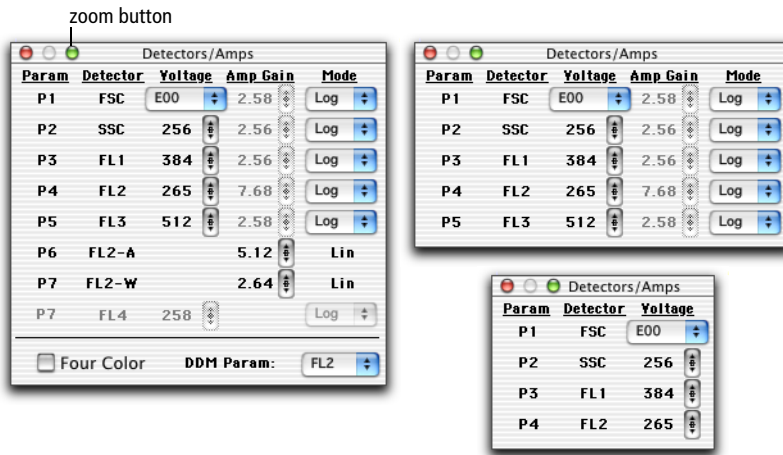 zoom button
Detectors/Amps
Param Detector Voltage Amp Gain Mode
P1 FSC E00 2.58 Log
P2 SSC 256 2.56 Log
P3 FL1 384 2.56 Log
P4 FL2 265 7.68 Log
P5 FL3 512 2.58 Log
P6 FL2-A 5.12 Lin
P7 FL2-W 2.64 Lin
P7 FL4 258 Log
Four Color DDM Param: FL2
Detectors/Amps
Param Detector Voltage Amp Gain Mode
P1 FSC E00 2.58 Log
P2 SSC 256 2.56 Log
P3 FL1 384 2.56 Log
P4 FL2 265 7.68 Log
P5 FL3 512 2.58 Log
Detectors/Amps
Param Detector Voltage
P1 FSC E00
P2 SSC 256
P3 FL1 384
P4 FL2 265